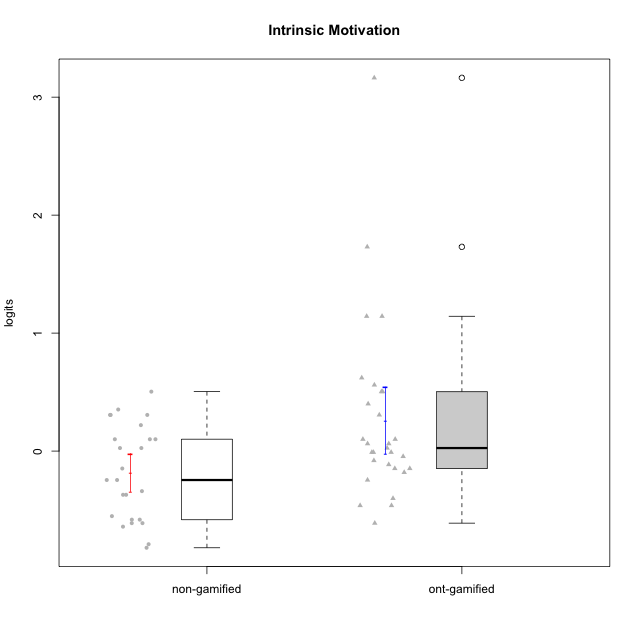 Intrinsic Motivation
3
2
1
0
logits
non-gamified
ont-gamified